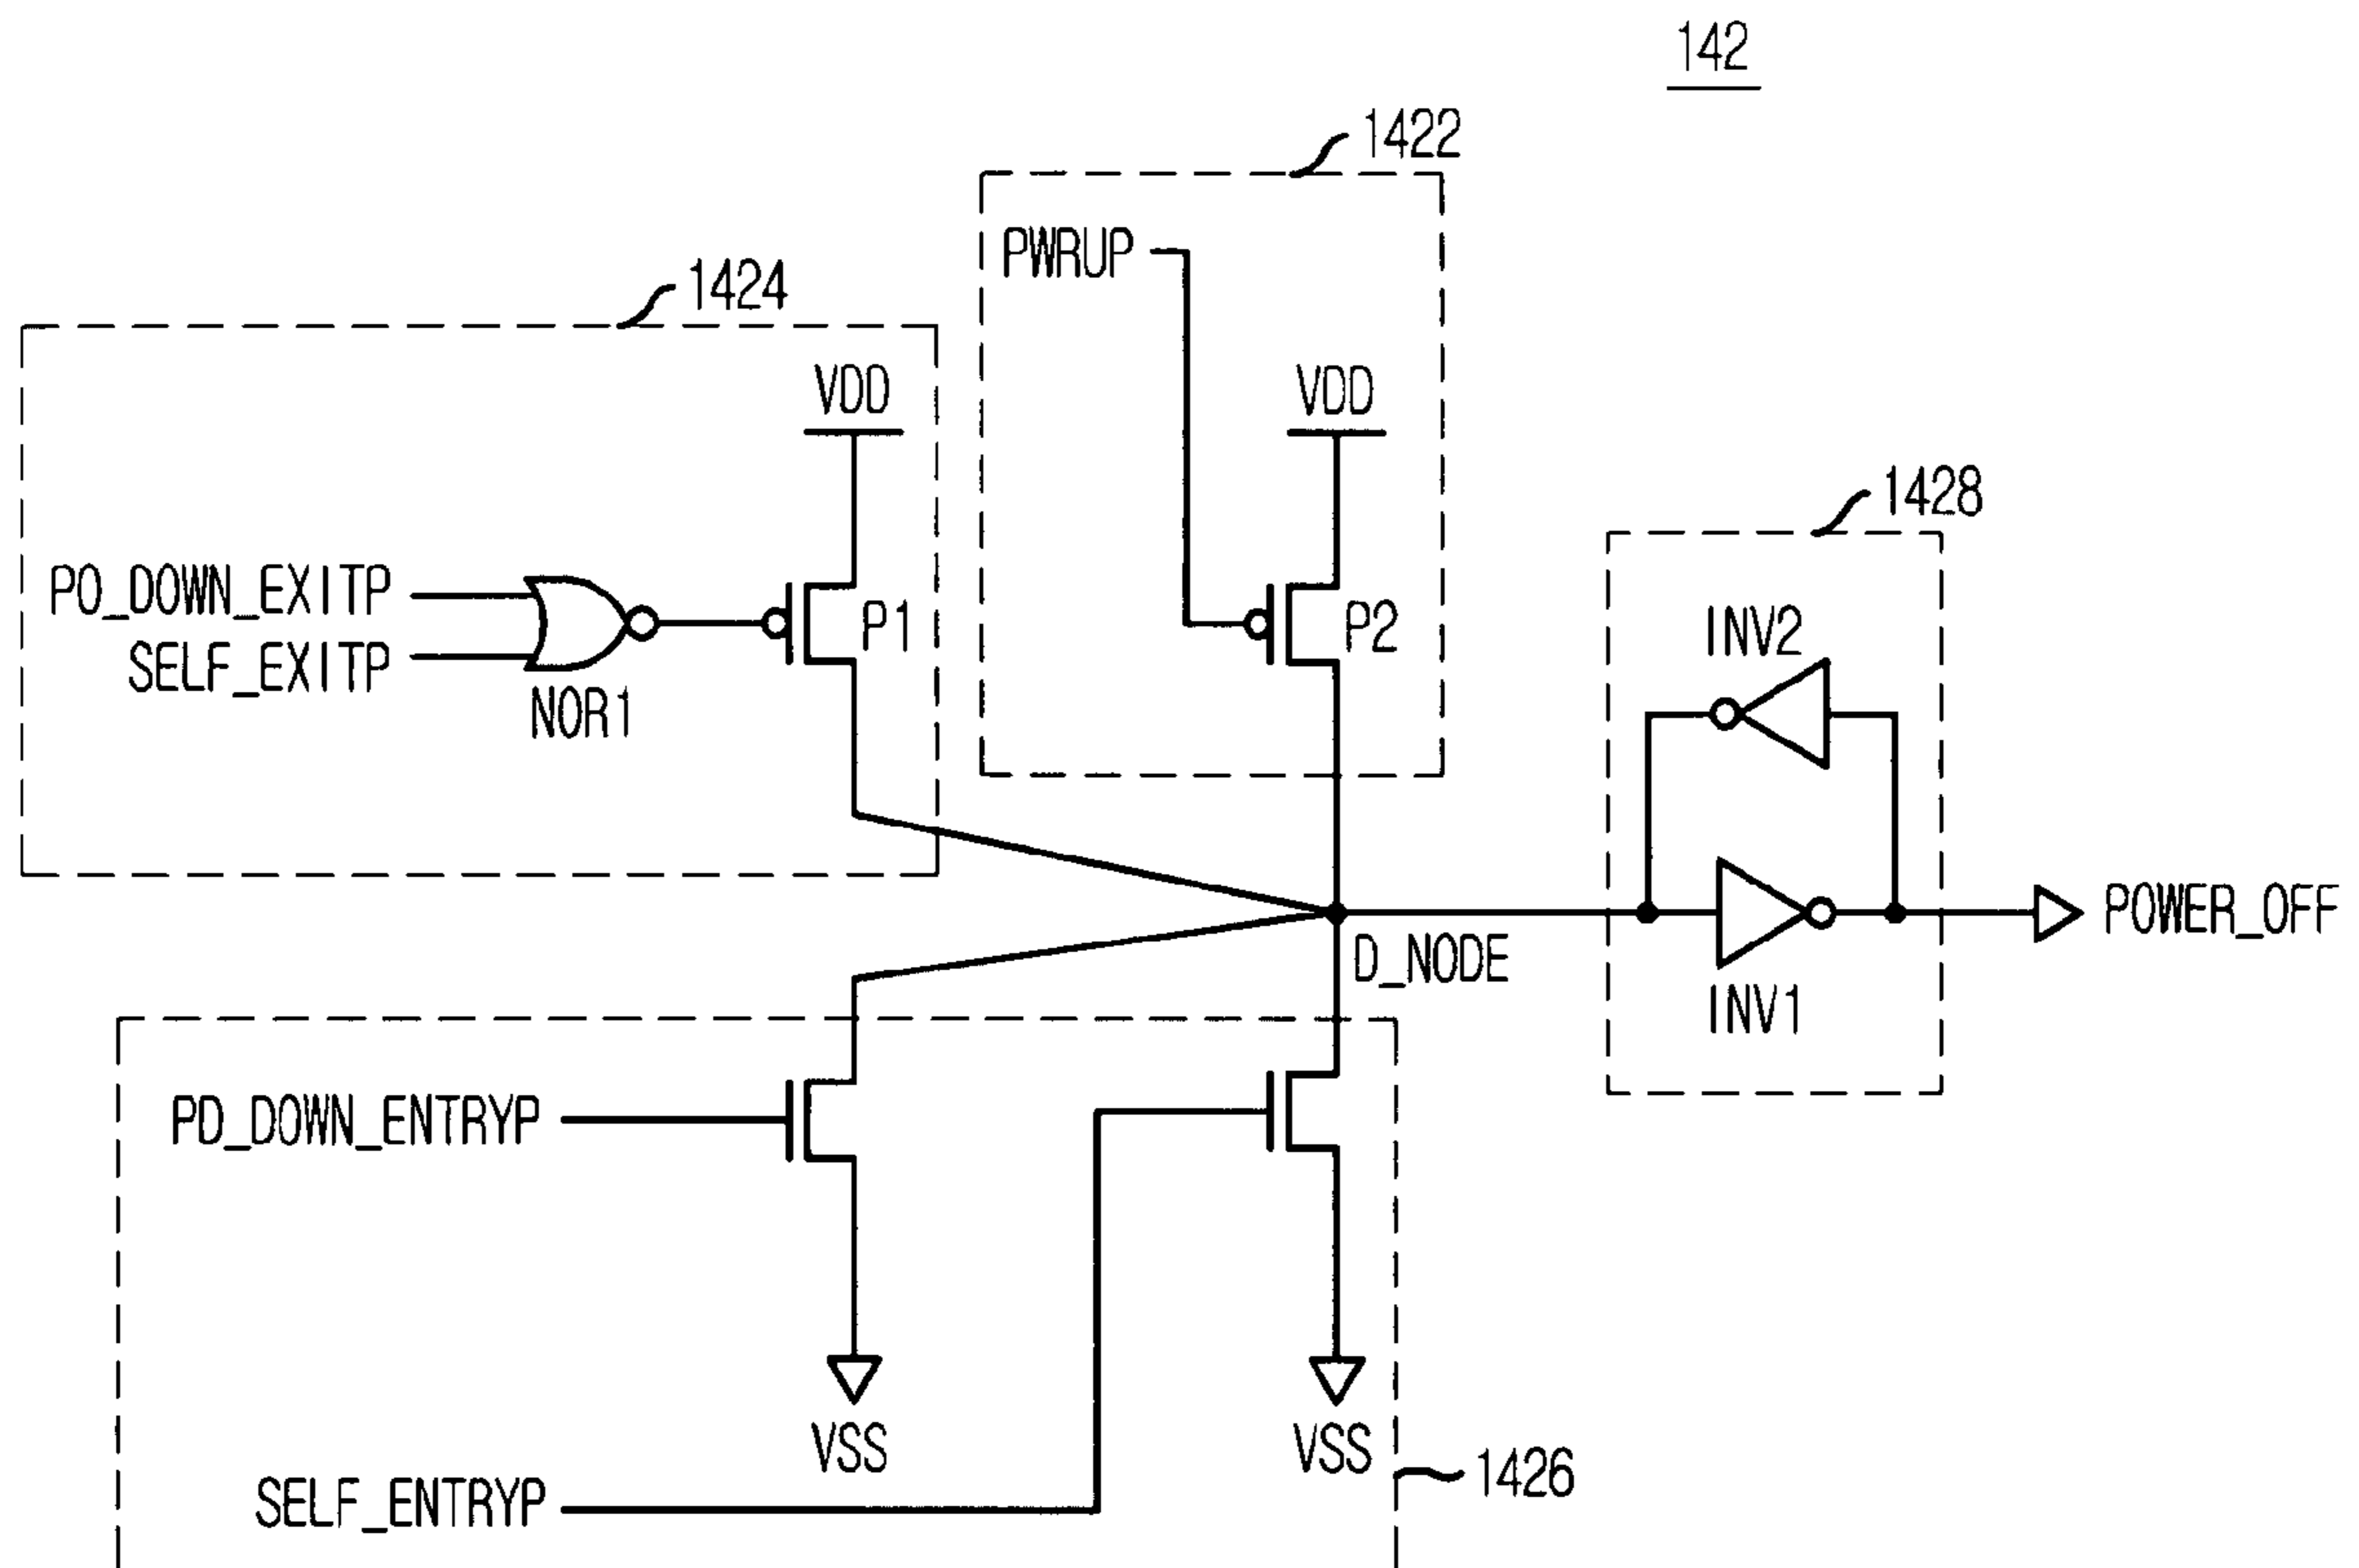 142
1422
PWRUP
1424
VDD
VDD
1428
PO_DOWN_EXITP
SELF_EXITP
NOR1
P1
P2
INV2
POWER_OFF
D_NODE
INV1
PD_DOWN_ENTRYP
VSS
VSS
1426
SELF_ENTRYP